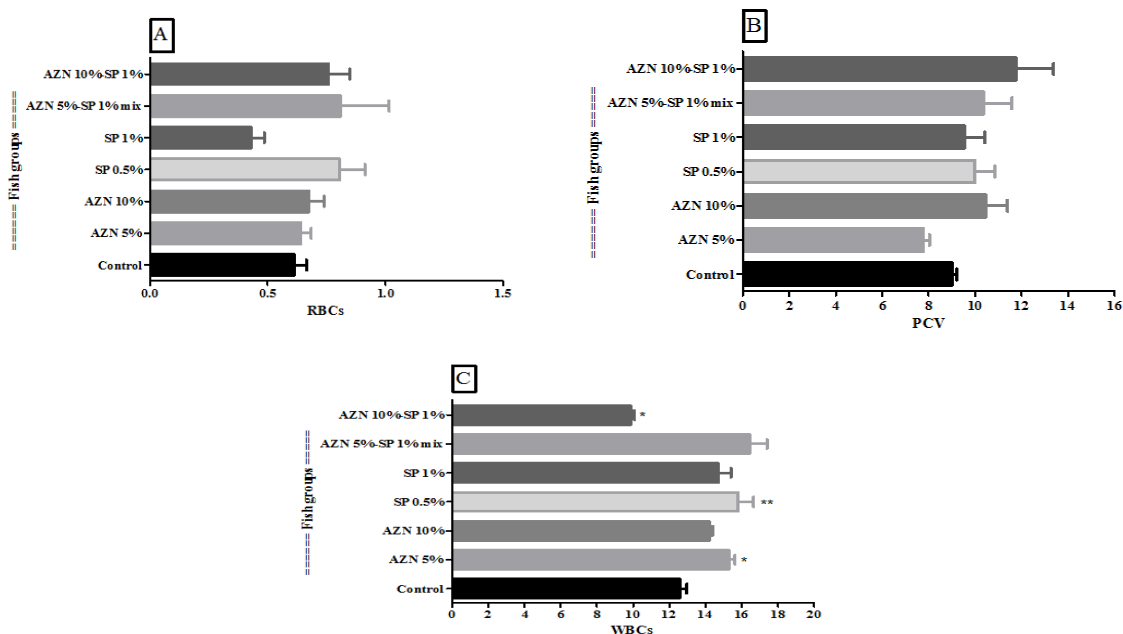 A
AZN 10%-SP 1%
AZN 5%-SP 1% mix
SP 1%
SP 0.5%
AZN 10%
AZN 5%
Control
====== Fish groups ======
0.0 0.5 1.0 1.5
RBCs
B
AZN 10%-SP 1%
AZN 5%-SP 1% mix
SP 1%
SP 0.5%
AZN 10%
AZN 5%
Control
====== Fish groups ======
0 2 4 6 8 10 12 14 16
PCV
C
AZN 10%-SP 1% *
AZN 5%-SP 1% mix
SP 1%
SP 0.5% **
AZN 10%
AZN 5% *
Control
====== Fish groups ======
0 2 4 6 8 10 12 14 16 18 20
WBCs